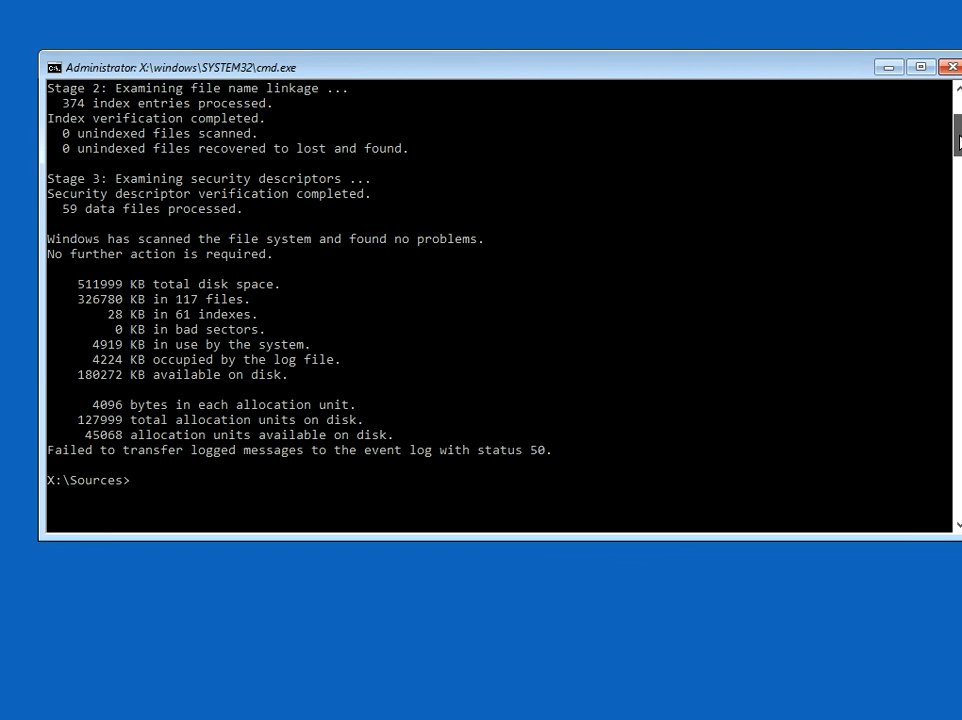 Administrator: X:\windows\SYSTEM32\cmd.exe
Stage 2: Examining file name linkage ...
374 index entries processed.
Index verification completed.
0 unindexed files scanned.
0 unindexed files recovered to lost and found.
Stage 3: Examining security descriptors ...
Security descriptor verification completed.
59 data files processed.
Windows has scanned the file system and found no problems.
No further action is required.
511999 KB total disk space.
326780 KB in 117 files.
28 KB in 61 indexes.
0 KB in bad sectors.
4919 KB in use by the system.
4224 KB occupied by the log file.
180272 KB available on disk.
4096 bytes in each allocation unit.
127999 total allocation units on disk.
45068 allocation units available on disk.
Failed to transfer logged messages to the event log with status 50.
X:\Sources>